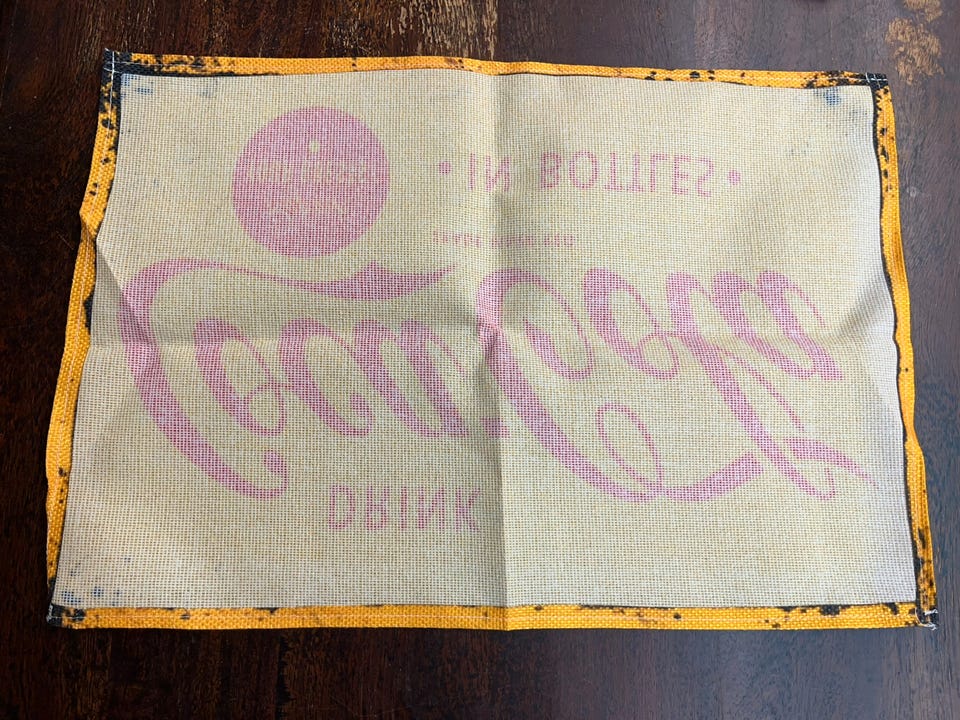 DRINK
Coca-Cola
• IN BOTTLES •